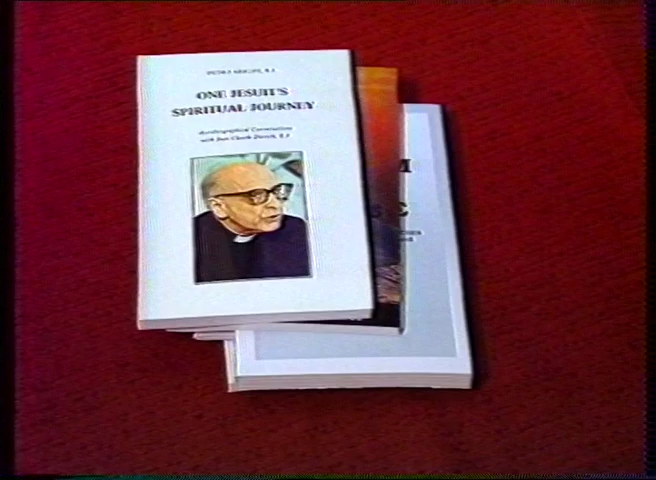 PEDRO ARRUPE, S.J.
ONE JESUIT'S
SPIRITUAL JOURNEY
Autobiographical Conversations
with Jean-Claude Dietsch, S.J.
M